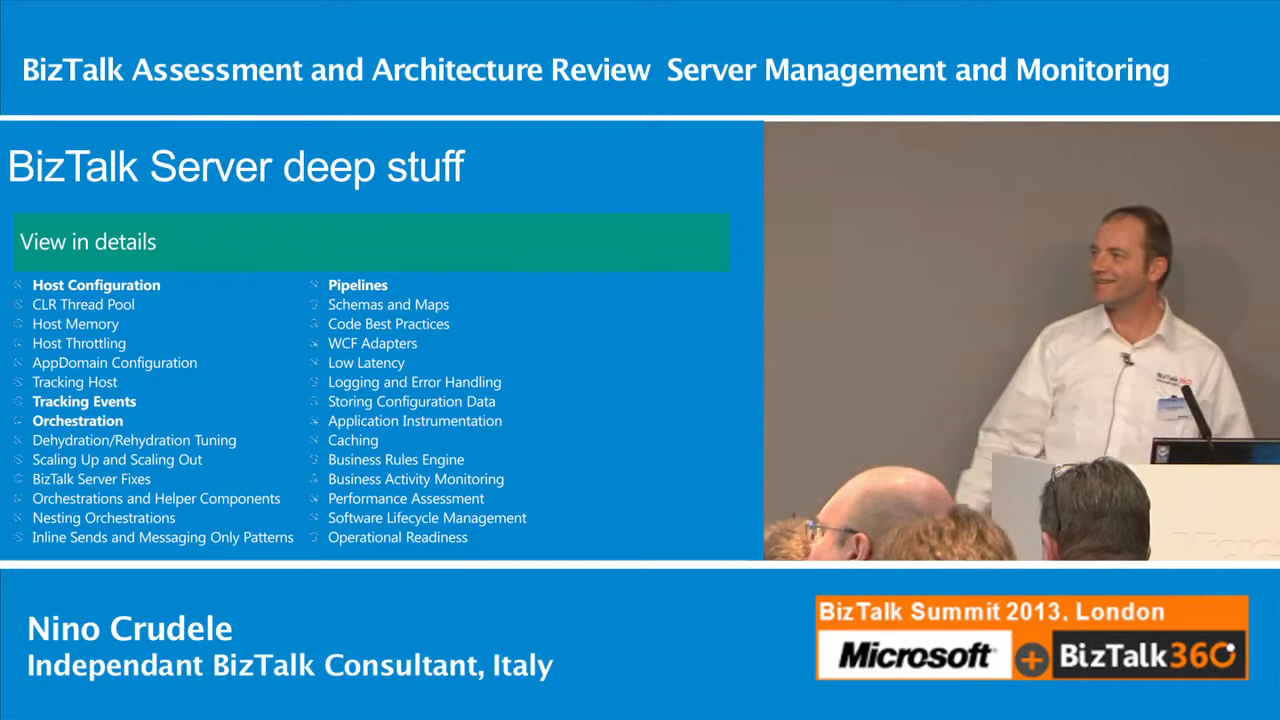 BizTalk Assessment and Architecture Review  Server Management and Monitoring
BizTalk Server deep stuff
View in details
Host Configuration
CLR Thread Pool
Host Memory
Host Throttling
AppDomain Configuration
Tracking Host
Tracking Events
Orchestration
Dehydration/Rehydration Tuning
Scaling Up and Scaling Out
BizTalk Server Fixes
Orchestrations and Helper Components
Nesting Orchestrations
Inline Sends and Messaging Only Patterns
Pipelines
Schemas and Maps
Code Best Practices
WCF Adapters
Low Latency
Logging and Error Handling
Storing Configuration Data
Application Instrumentation
Caching
Business Rules Engine
Business Activity Monitoring
Performance Assessment
Software Lifecycle Management
Operational Readiness
BizTalk360
Nino Crudele
Independant BizTalk Consultant, Italy
BizTalk Summit 2013, London
Microsoft + BizTalk360